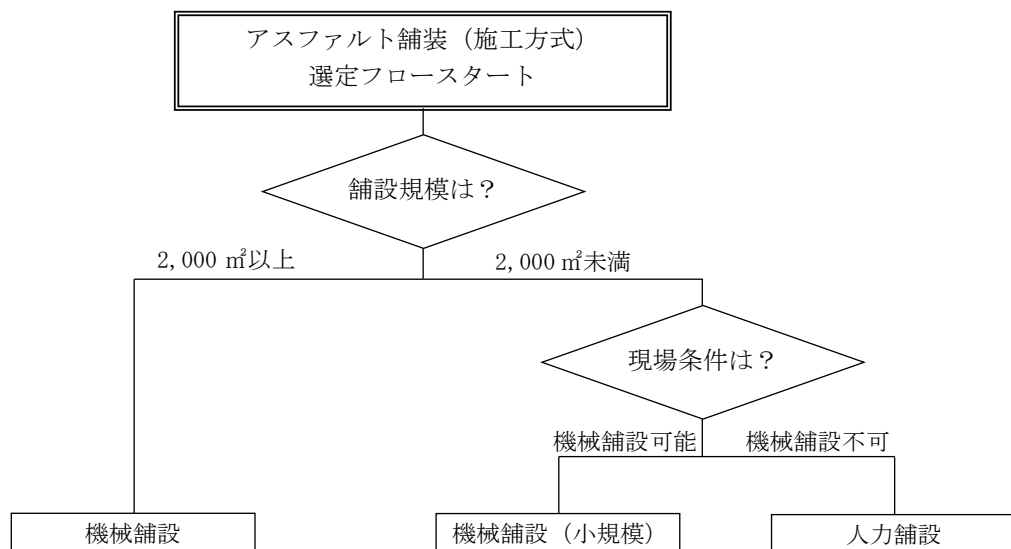 アスファルト舗装（施工方式）
選定フロースタート
舗設規模は？
2,000 ㎡以上
2,000 ㎡未満
現場条件は？
機械舗設可能
機械舗設不可
機械舗設
機械舗設（小規模）
人力舗設